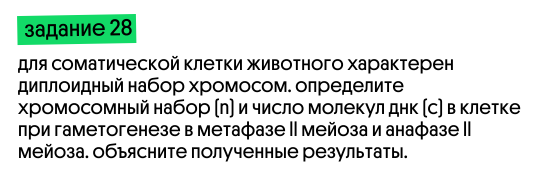 задание 28
для соматической клетки животного характерен
диплоидный набор хромосом. определите
хромосомный набор (n) и число молекул днк (с) в клетке
при гаметогенезе в метафазе II мейоза и анафазе II
мейоза. объясните полученные результаты.